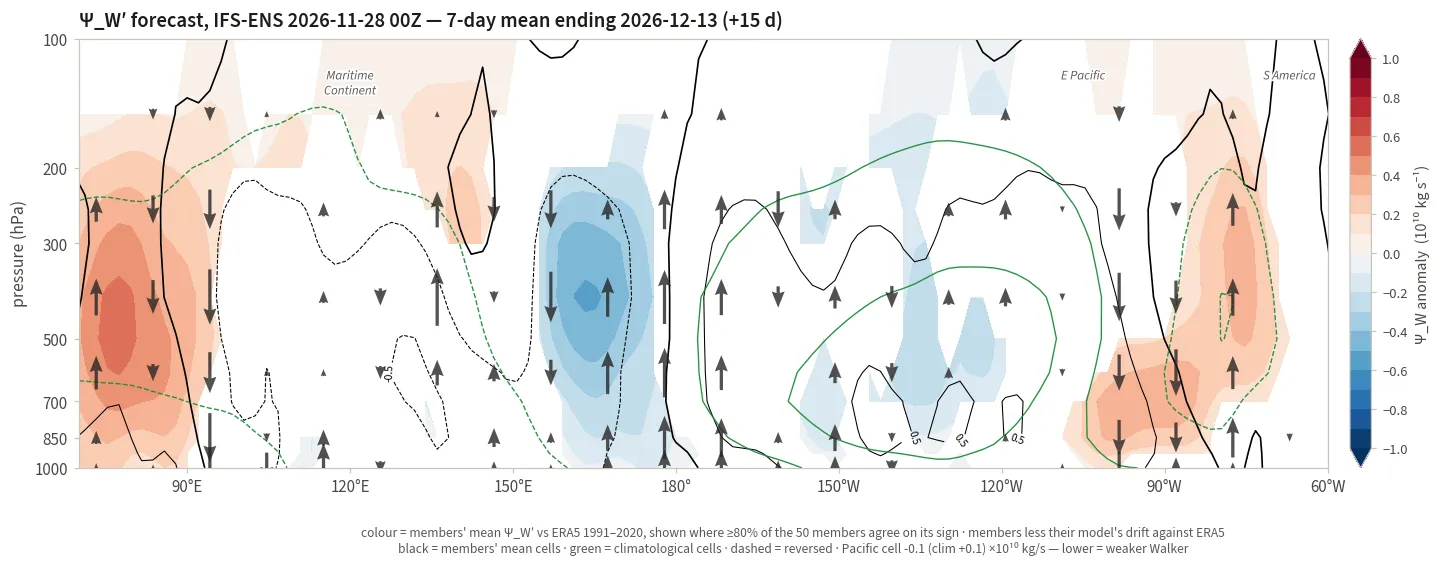 Ψ_W′ forecast, IFS-ENS 2026-11-28 00Z — 7-day mean ending 2026-12-13 (+15 d)
100
200
300
400
500
700
850
1000
pressure (hPa)
Maritime
Continent
E Pacific
S America
0.5
0.5
0.5
0.5
90°E
120°E
150°E
180°
150°W
120°W
90°W
60°W
1.0
0.8
0.6
0.4
0.2
0.0
−0.2
−0.4
−0.6
−0.8
−1.0
Ψ_W anomaly (10¹⁰ kg s⁻¹)
colour = members' mean Ψ_W′ vs ERA5 1991–2020, shown where ≥80% of the 50 members agree on its sign · members less their model's drift against ERA5
black = members' mean cells · green = climatological cells · dashed = reversed · Pacific cell -0.1 (clim +0.1) ×10¹⁰ kg/s — lower = weaker Walker